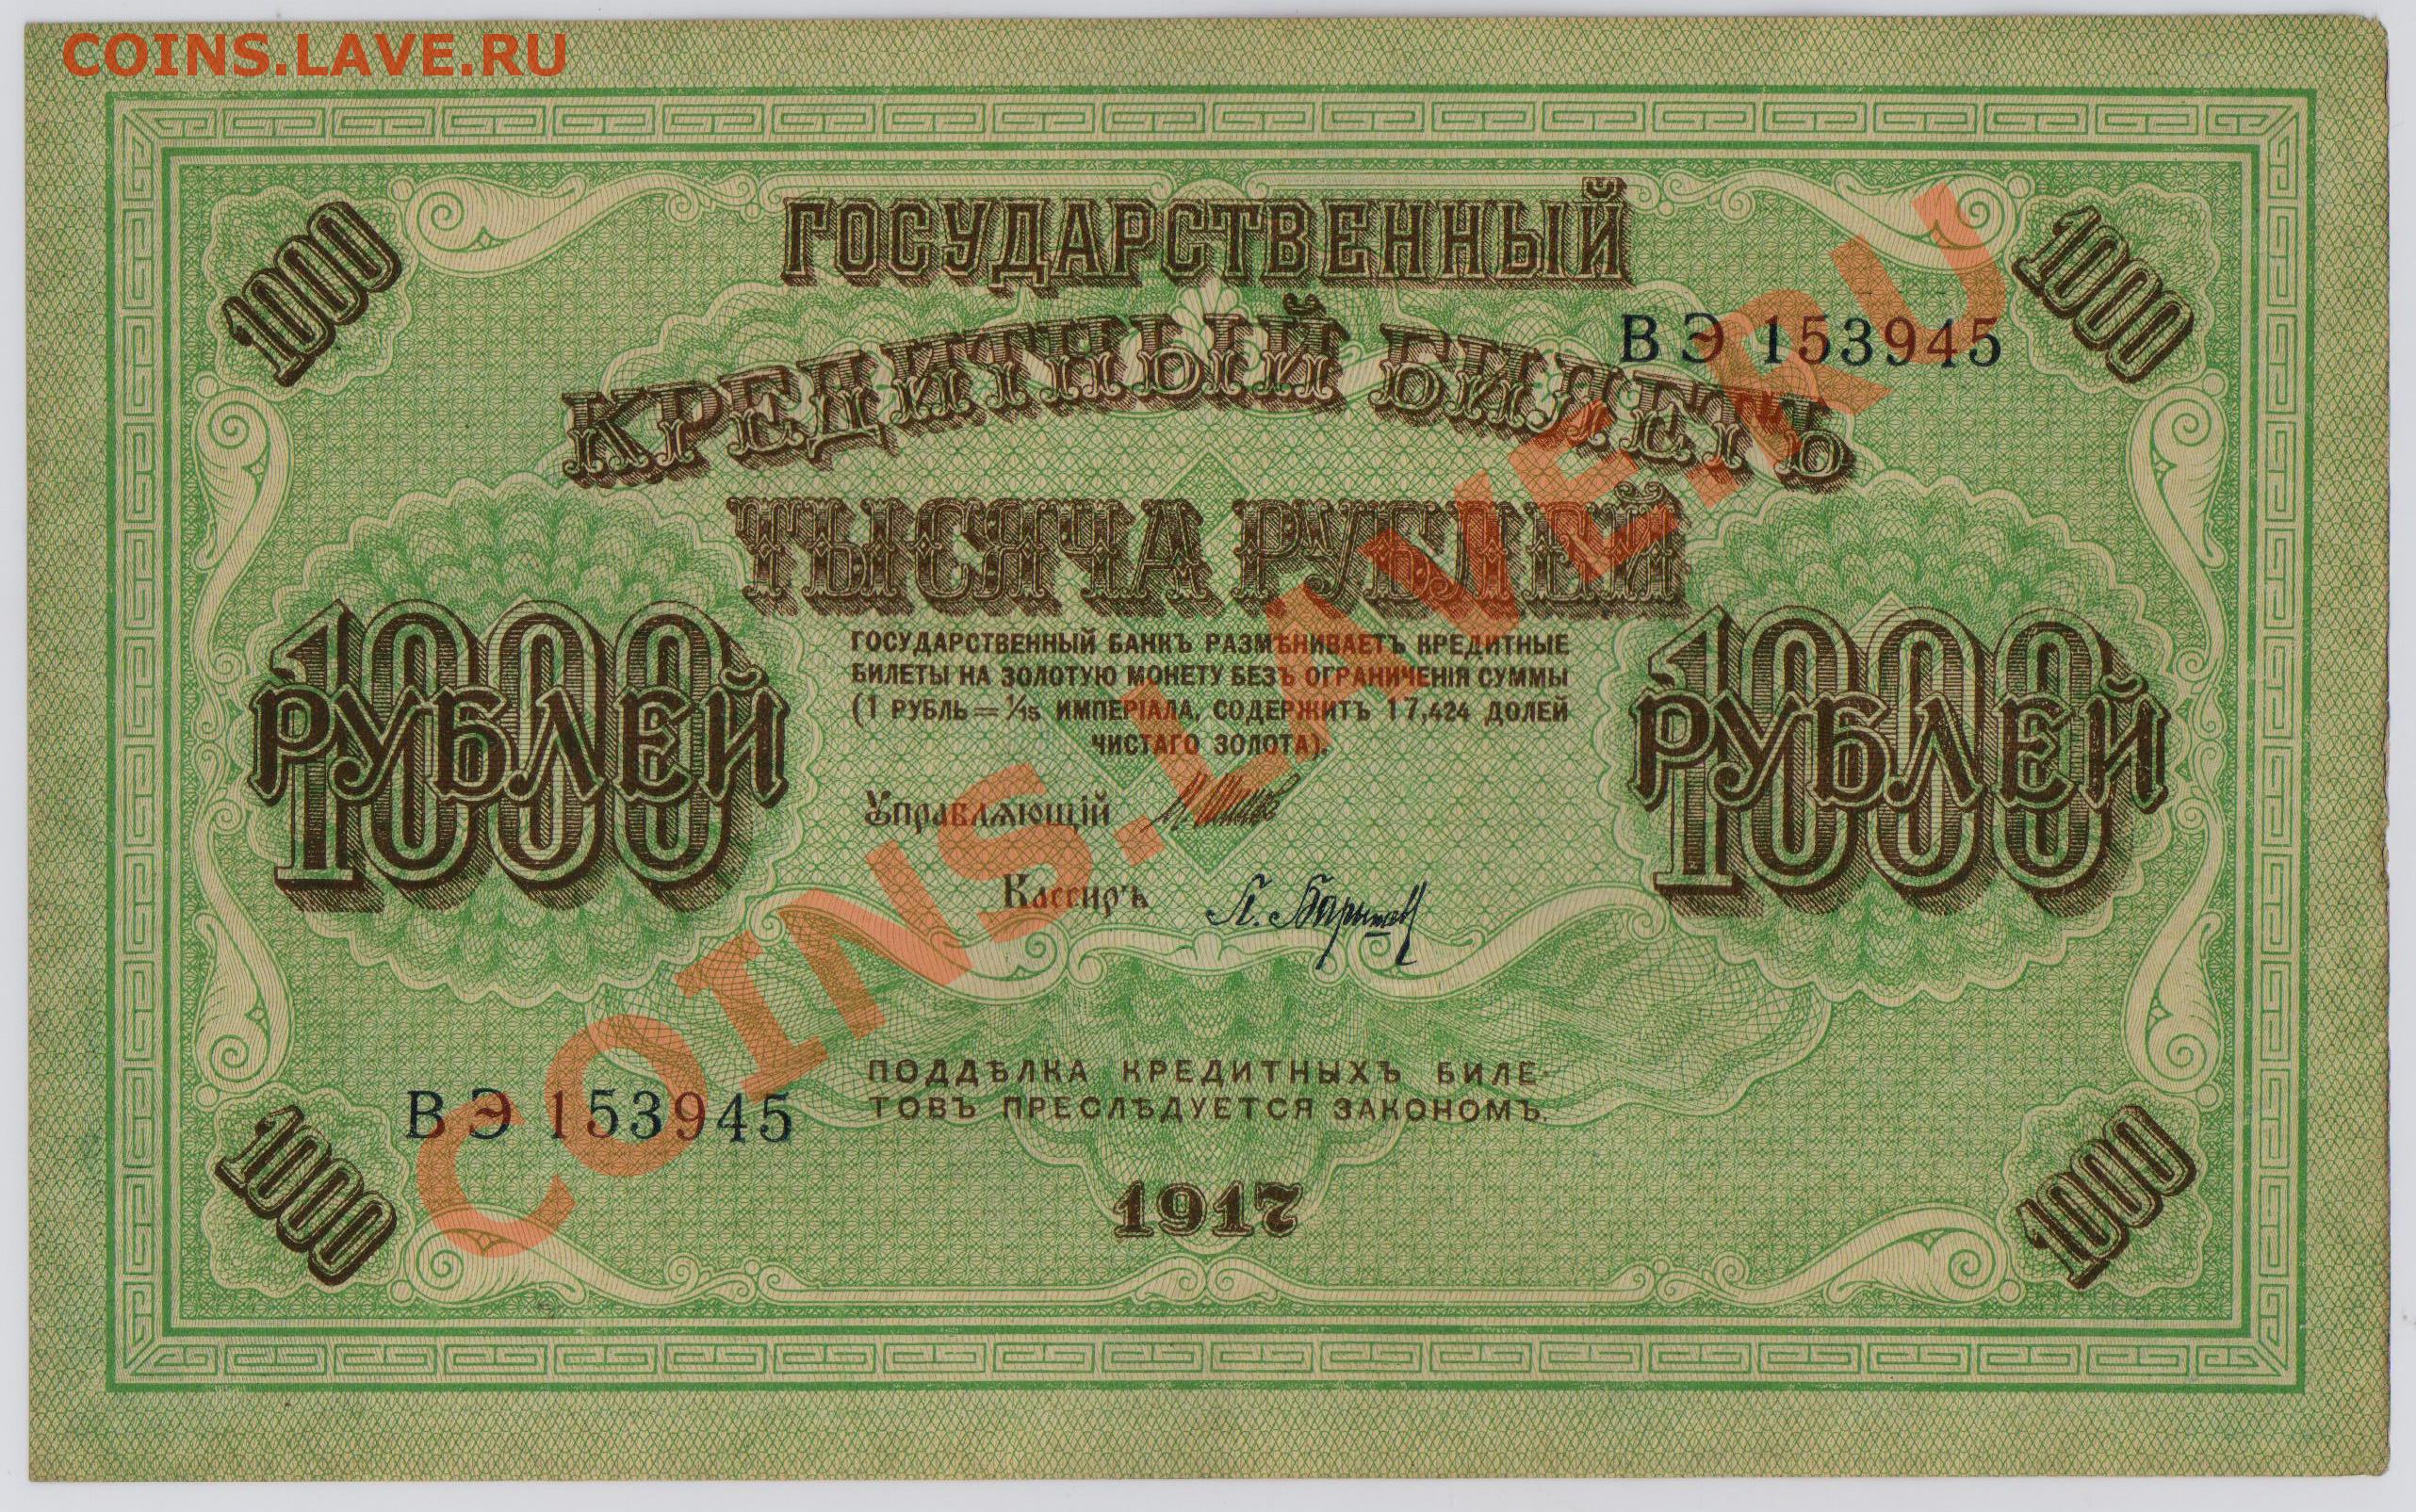 COINS.LAVE.RU
1000
ГОСУДАРСТВЕННЫЙ
1000
КРЕДИТНЫЙ БИЛЕТЪ
ВЭ 153945
ТЫСЯЧА РУБЛЕЙ
1000
РУБЛЕЙ
ГОСУДАРСТВЕННЫЙ БАНКЪ РАЗМѢНИВАЕТЪ КРЕДИТНЫЕ
БИЛЕТЫ НА ЗОЛОТУЮ МОНЕТУ БЕЗЪ ОГРАНИЧЕНІЯ СУММЫ
(1 РУБЛЬ = 1/15 ИМПЕРІАЛА, СОДЕРЖИТЪ 17,424 ДОЛЕЙ
ЧИСТАГО ЗОЛОТА).
1000
РУБЛЕЙ
Управляющій
Кассиръ
COINS.LAVE.RU
ПОДДѢЛКА КРЕДИТНЫХЪ БИЛЕ-
ТОВЪ ПРЕСЛѢДУЕТСЯ ЗАКОНОМЪ.
ВЭ 153945
1000
1917
1000